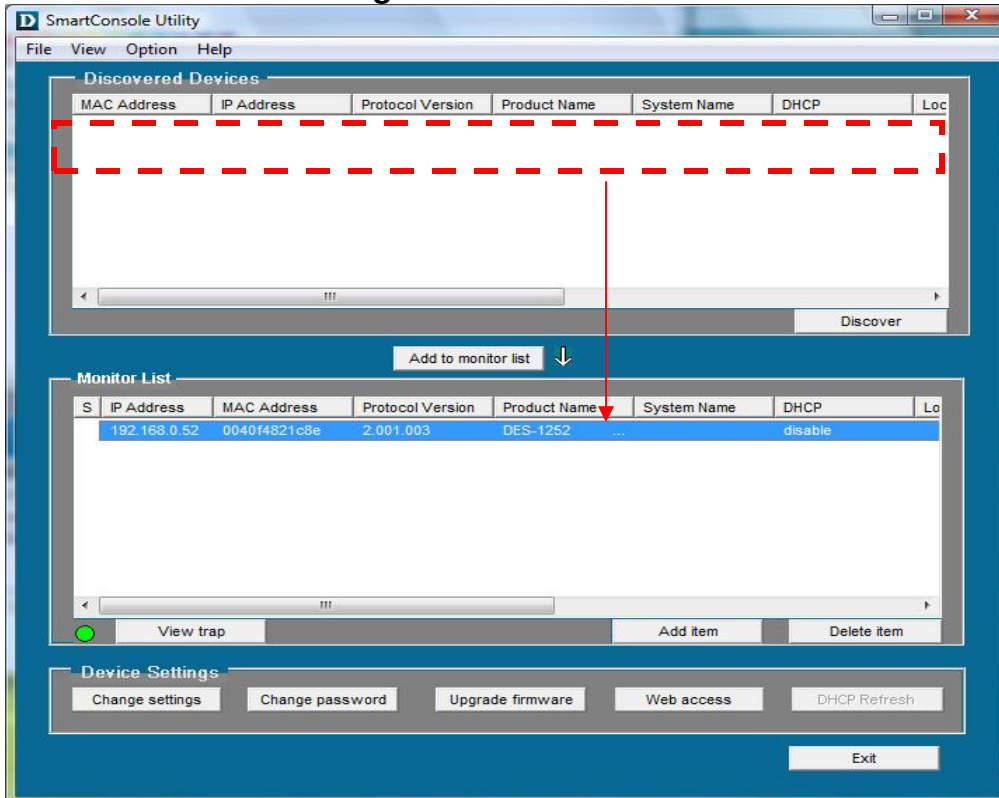 SmartConsole Utility
File View Option Help
Discovered Devices
MAC Address IP Address Protocol Version Product Name System Name DHCP Loc
Discover
Add to monitor list
Monitor List
S IP Address MAC Address Protocol Version Product Name System Name DHCP Lo
192.168.0.52 0040f4821c8e 2.001.003 DES-1252 ... disable
View trap Add item Delete item
Device Settings
Change settings Change password Upgrade firmware Web access DHCP Refresh
Exit